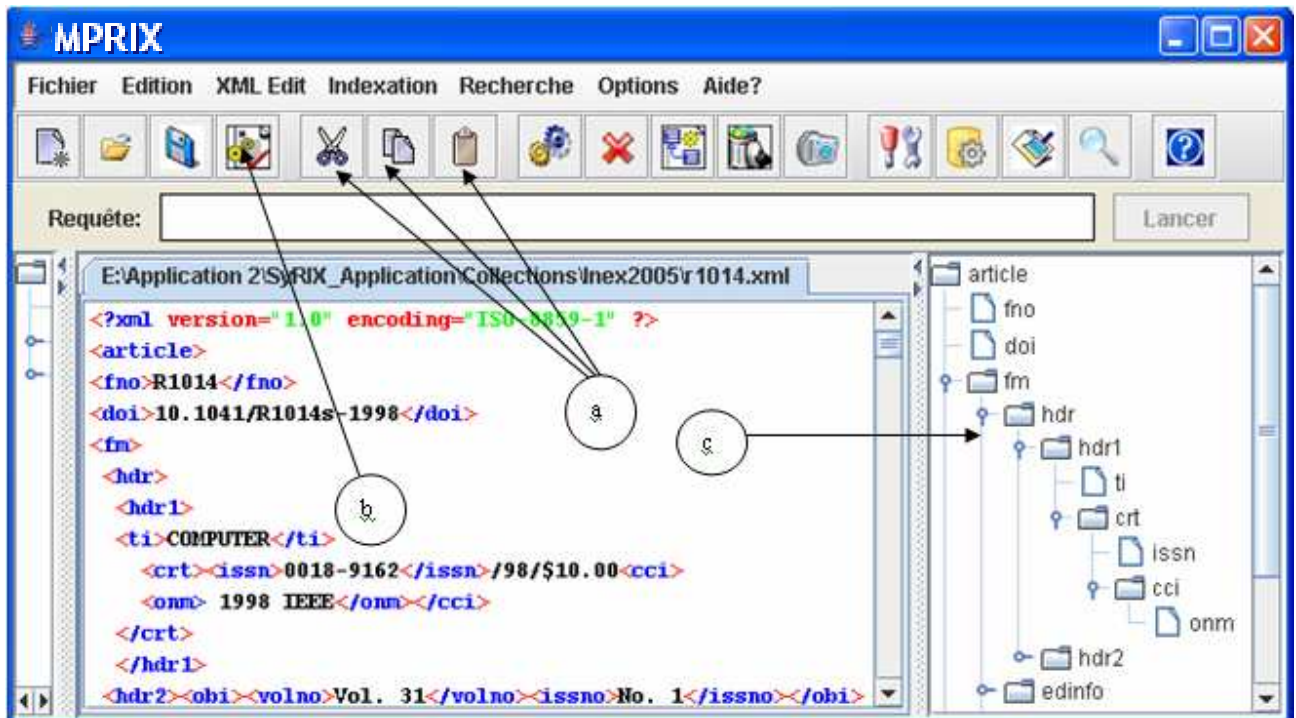 MPRIX
Fichier Edition XML Edit Indexation Recherche Options Aide?
Requête: Lancer
E:\Application 2\SyRIX_Application\Collections\Inex2005\r1014.xml
<?xml version="1.0" encoding="ISO-8859-1" ?>
<article>
<fno>R1014</fno>
<doi>10.1041/R1014s-1998</doi>
<fm>
<hdr>
<hdr1>
<ti>COMPUTER</ti>
<crt><issn>0018-9162</issn>/98/$10.00<cci>
<onm> 1998 IEEE</onm></cci>
</crt>
</hdr1>
<hdr2><obi><volno>Vol. 31</volno><issno>No. 1</issno></obi>
a
b
c
article
fno
doi
fm
hdr
hdr1
ti
crt
issn
cci
onm
hdr2
edinfo